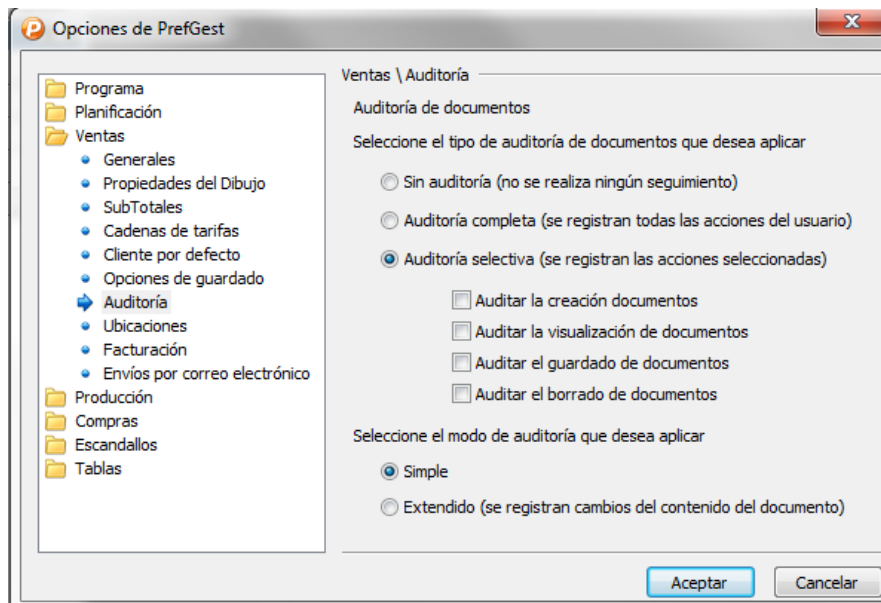 Opciones de PrefGest
Programa
Planificación
Ventas
Generales
Propiedades del Dibujo
SubTotales
Cadenas de tarifas
Cliente por defecto
Opciones de guardado
Auditoría
Ubicaciones
Facturación
Envíos por correo electrónico
Producción
Compras
Escandallos
Tablas
Ventas \ Auditoría
Auditoría de documentos
Seleccione el tipo de auditoría de documentos que desea aplicar
Sin auditoría (no se realiza ningún seguimiento)
Auditoría completa (se registran todas las acciones del usuario)
Auditoría selectiva (se registran las acciones seleccionadas)
Auditar la creación documentos
Auditar la visualización de documentos
Auditar el guardado de documentos
Auditar el borrado de documentos
Seleccione el modo de auditoría que desea aplicar
Simple
Extendido (se registran cambios del contenido del documento)
Aceptar
Cancelar